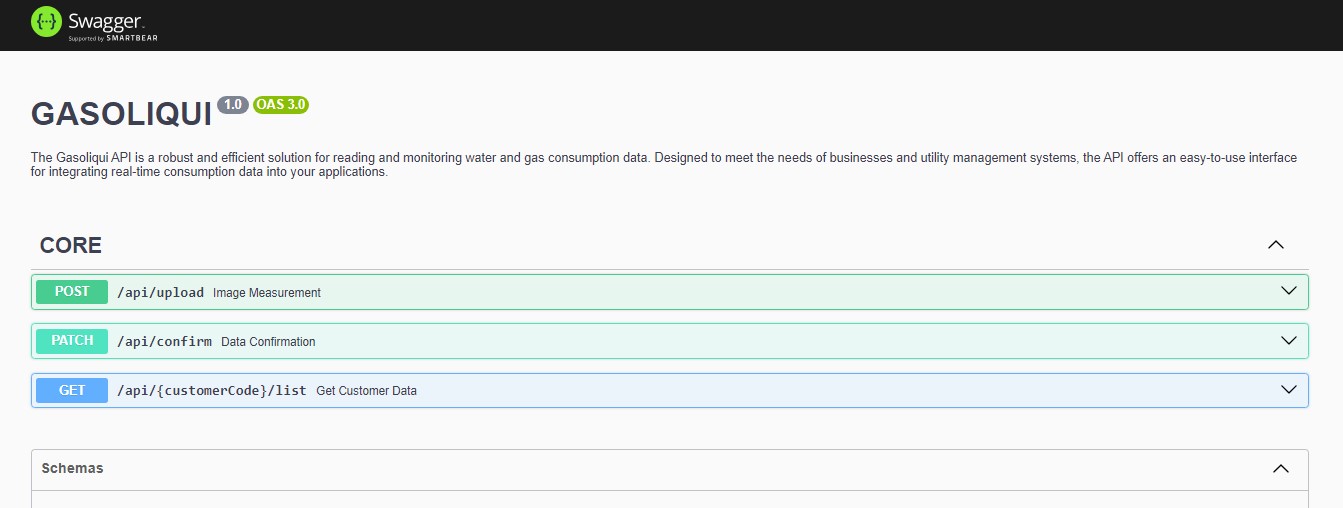 Swagger
Supported by SMARTBEAR
GASOLIQUI 1.0 OAS 3.0
The Gasoliqui API is a robust and efficient solution for reading and monitoring water and gas consumption data. Designed to meet the needs of businesses and utility management systems, the API offers an easy-to-use interface
for integrating real-time consumption data into your applications.
CORE
POST /api/upload Image Measurement
PATCH /api/confirm Data Confirmation
GET /api/{customerCode}/list Get Customer Data
Schemas